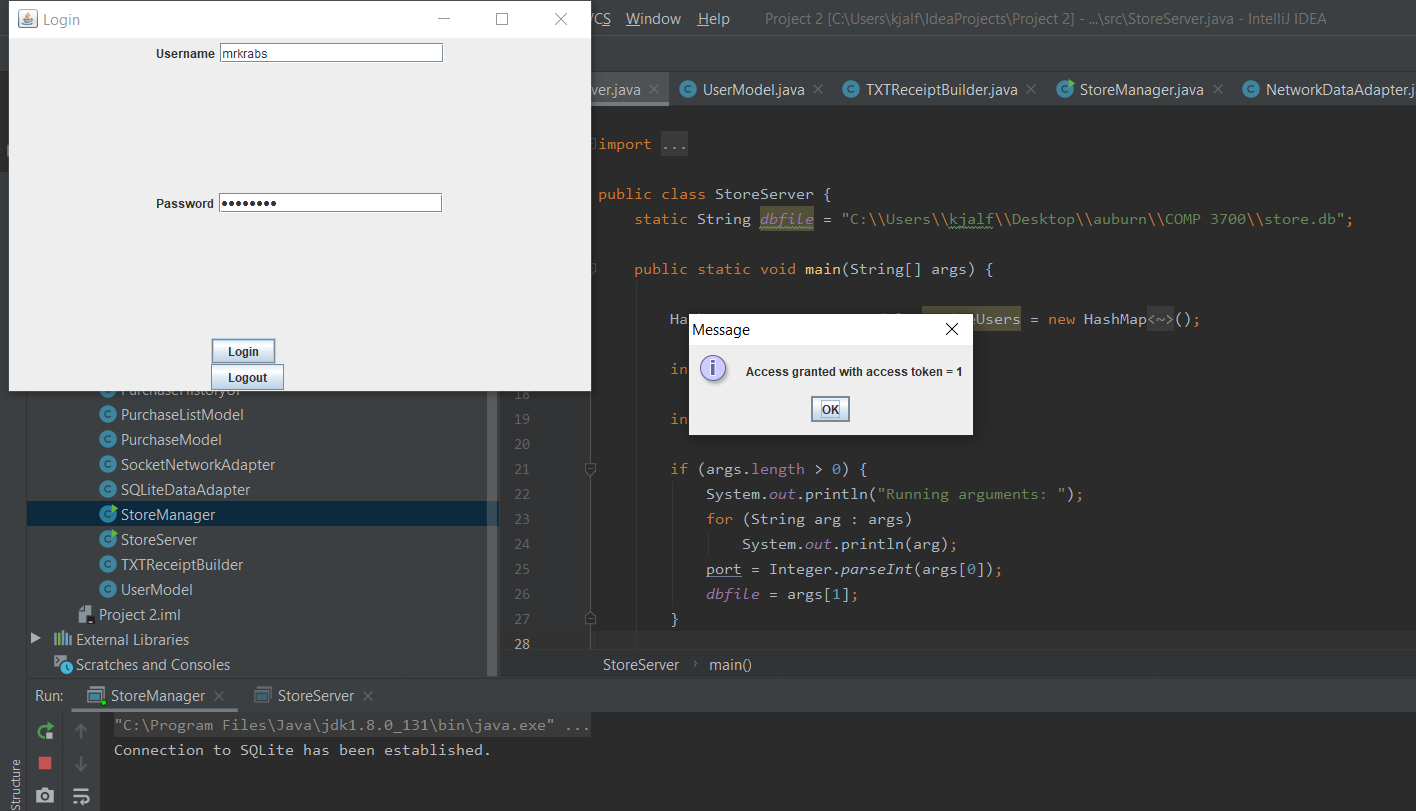 Login
Username mrkrabs
Password ••••••••
Login
Logout
VCS Window Help Project 2 [C:\Users\kjalf\IdeaProjects\Project 2] - ...\src\StoreServer.java - IntelliJ IDEA
ver.java UserModel.java TXTReceiptBuilder.java StoreManager.java NetworkDataAdapter.j
import ...
public class StoreServer {
static String dbfile = "C:\\Users\\kjalf\\Desktop\\auburn\\COMP 3700\\store.db";
public static void main(String[] args) {
Ha eUsers = new HashMap<~>();
in
18
19 in
20
21 if (args.length > 0) {
22 System.out.println("Running arguments: ");
23 for (String arg : args)
24 System.out.println(arg);
25 port = Integer.parseInt(args[0]);
26 dbfile = args[1];
27 }
28
StoreServer › main()
Message
Access granted with access token = 1
OK
PurchaseListModel
PurchaseModel
SocketNetworkAdapter
SQLiteDataAdapter
StoreManager
StoreServer
TXTReceiptBuilder
UserModel
Project 2.iml
External Libraries
Scratches and Consoles
Run: StoreManager StoreServer
"C:\Program Files\Java\jdk1.8.0_131\bin\java.exe" ...
Connection to SQLite has been established.
Structure